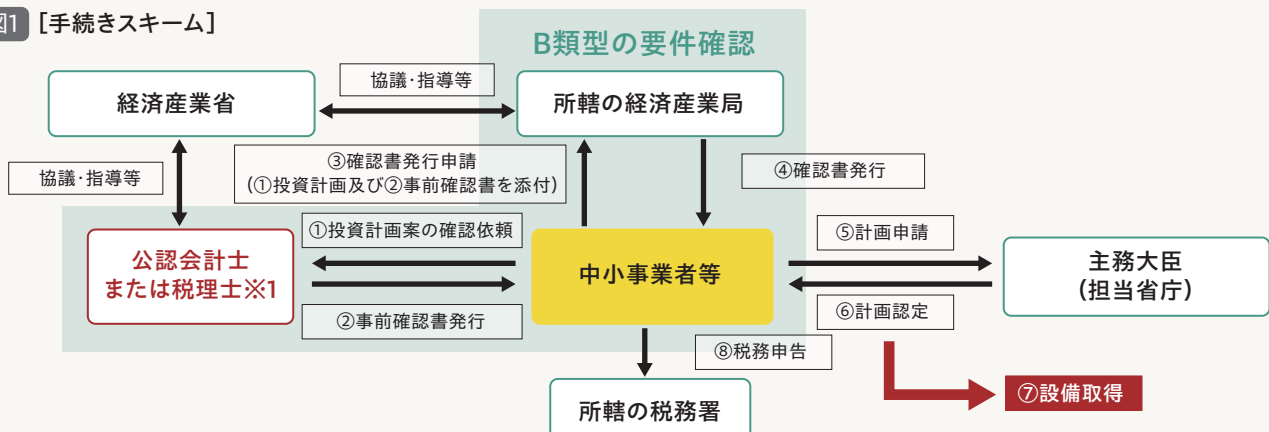 図1 [手続きスキーム]
B類型の要件確認
経済産業省
協議・指導等
所轄の経済産業局
協議・指導等
③確認書発行申請
(①投資計画及び②事前確認書を添付)
④確認書発行
公認会計士
または税理士※1
①投資計画案の確認依頼
②事前確認書発行
中小事業者等
⑤計画申請
⑥計画認定
主務大臣
(担当省庁)
⑧税務申告
⑦設備取得
所轄の税務署